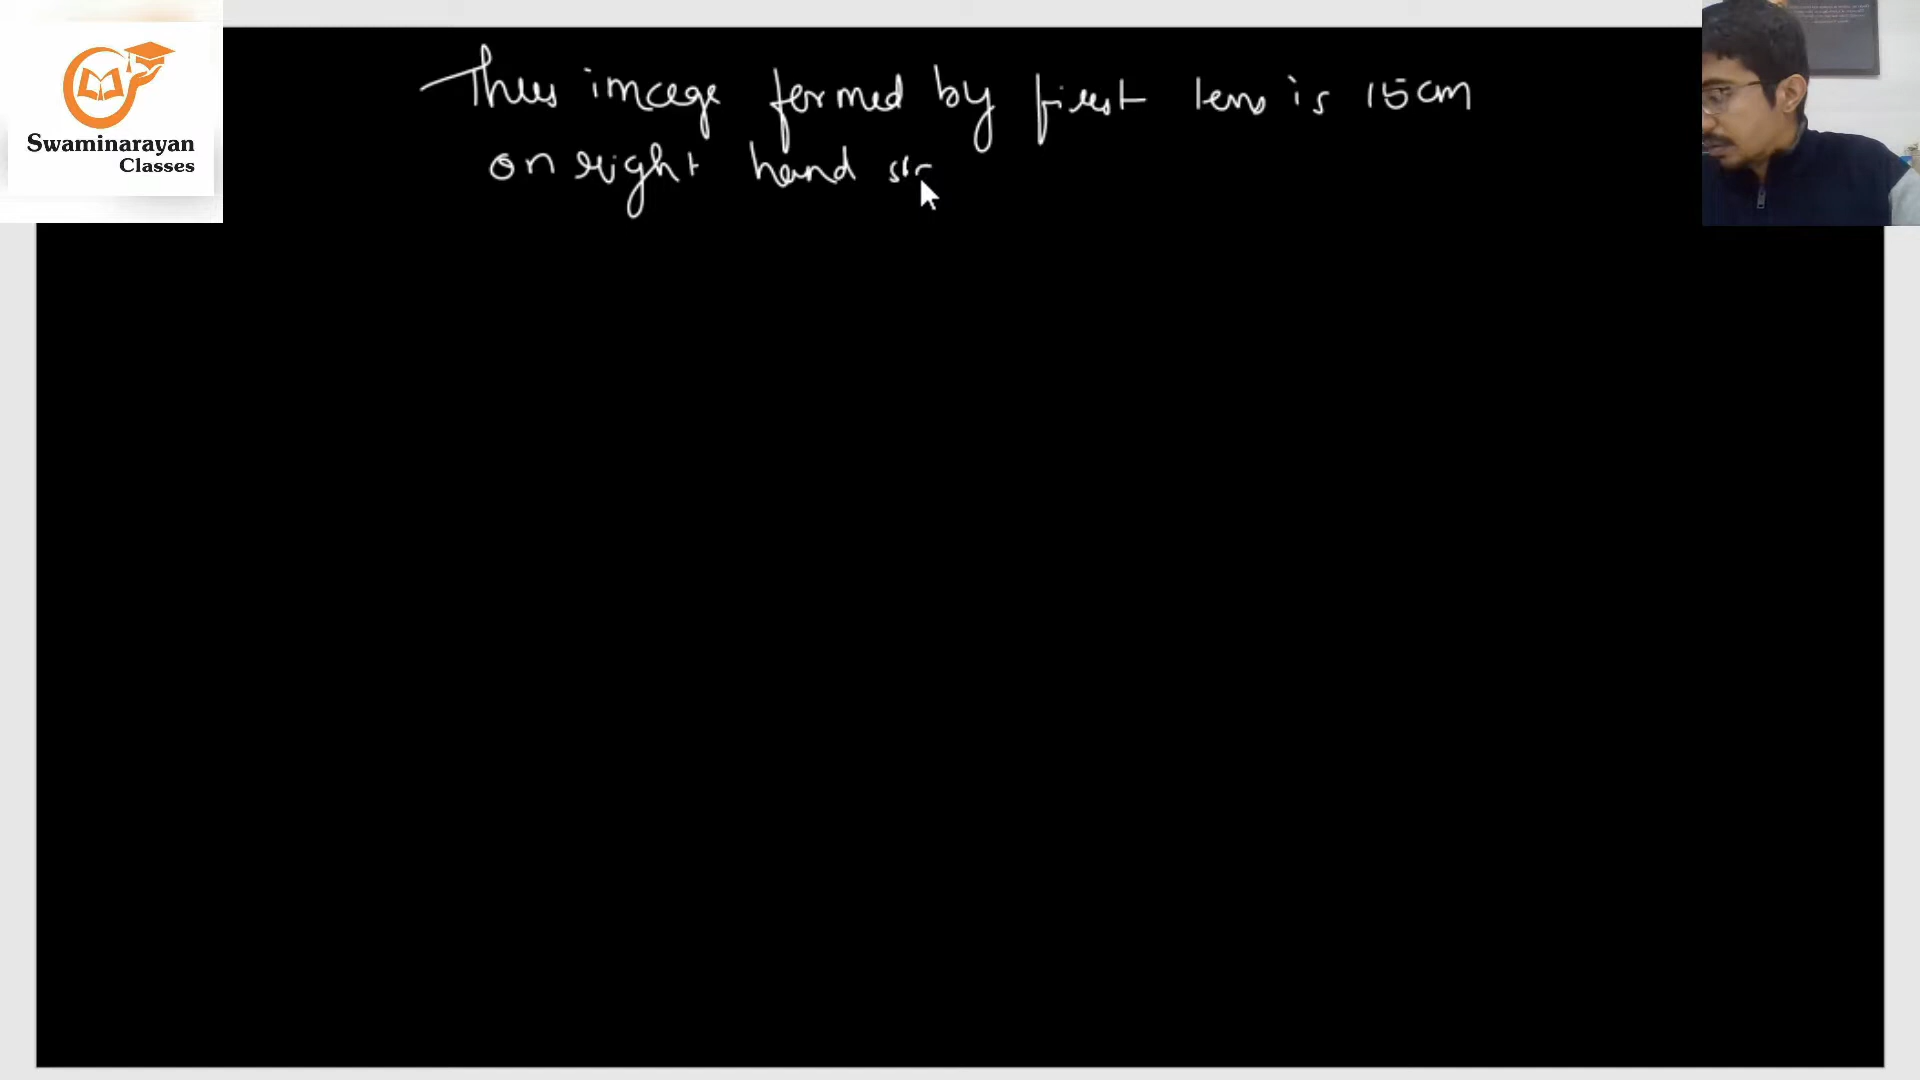 Swaminarayan
Classes
Thus image formed by first lens is 15cm
on right hand